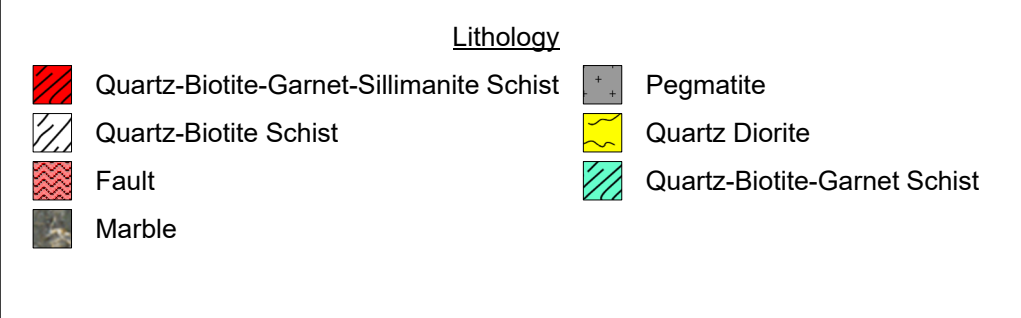 Lithology
Quartz-Biotite-Garnet-Sillimanite Schist
Quartz-Biotite Schist
Fault
Marble
Pegmatite
Quartz Diorite
Quartz-Biotite-Garnet Schist